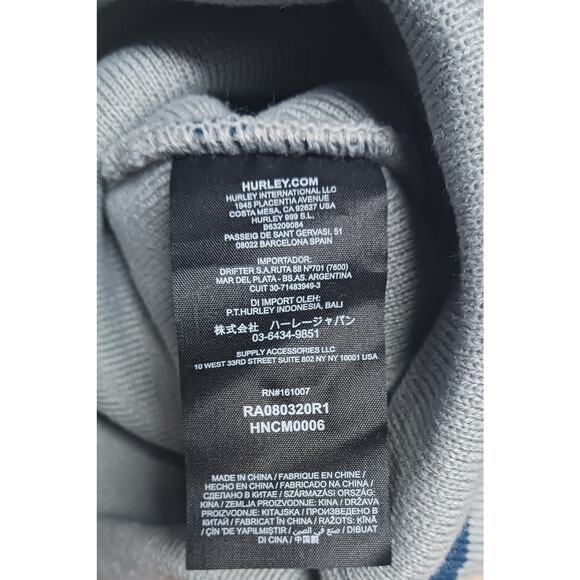 HURLEY.COM
HURLEY INTERNATIONAL LLC
1945 PLACENTIA AVENUE
COSTA MESA, CA 92627 USA
HURLEY 999 S.L.
B63209084
PASSEIG DE SANT GERVASI, 51
08022 BARCELONA SPAIN
IMPORTADOR:
DRIFTER S.A.RUTA 88 Nº701 (7600)
MAR DEL PLATA - BS.AS. ARGENTINA
CUIT 30-71483949-3
DI IMPORT OLEH:
P.T.HURLEY INDONESIA, BALI
株式会社 ハーレージャパン
03-6434-9851
SUPPLY ACCESSORIES LLC
10 WEST 33RD STREET SUITE 802 NY NY 10001 USA
RN#161007
RA080320R1
HNCM0006
MADE IN CHINA / FABRIQUE EN CHINE /
HECHO EN CHINA / FABRICADO NA CHINA /
СДЕЛАНО В КИТАЕ / SZÁRMAZÁSI ORSZÁG:
KINA / ZEMLJA PROIZVODNJE: KINA / DRŽAVA
PROIZVODNJE: KITAJSKA / ПРОИЗВЕДЕНО В
КИТАЙ / FABRICAT ÎN CHINA / RAŽOTS: ĶĪNĀ
/ ÇİN 'DE YAPILMIŞTIR / صنع في الصين / DIBUAT
DI CINA / 中国製